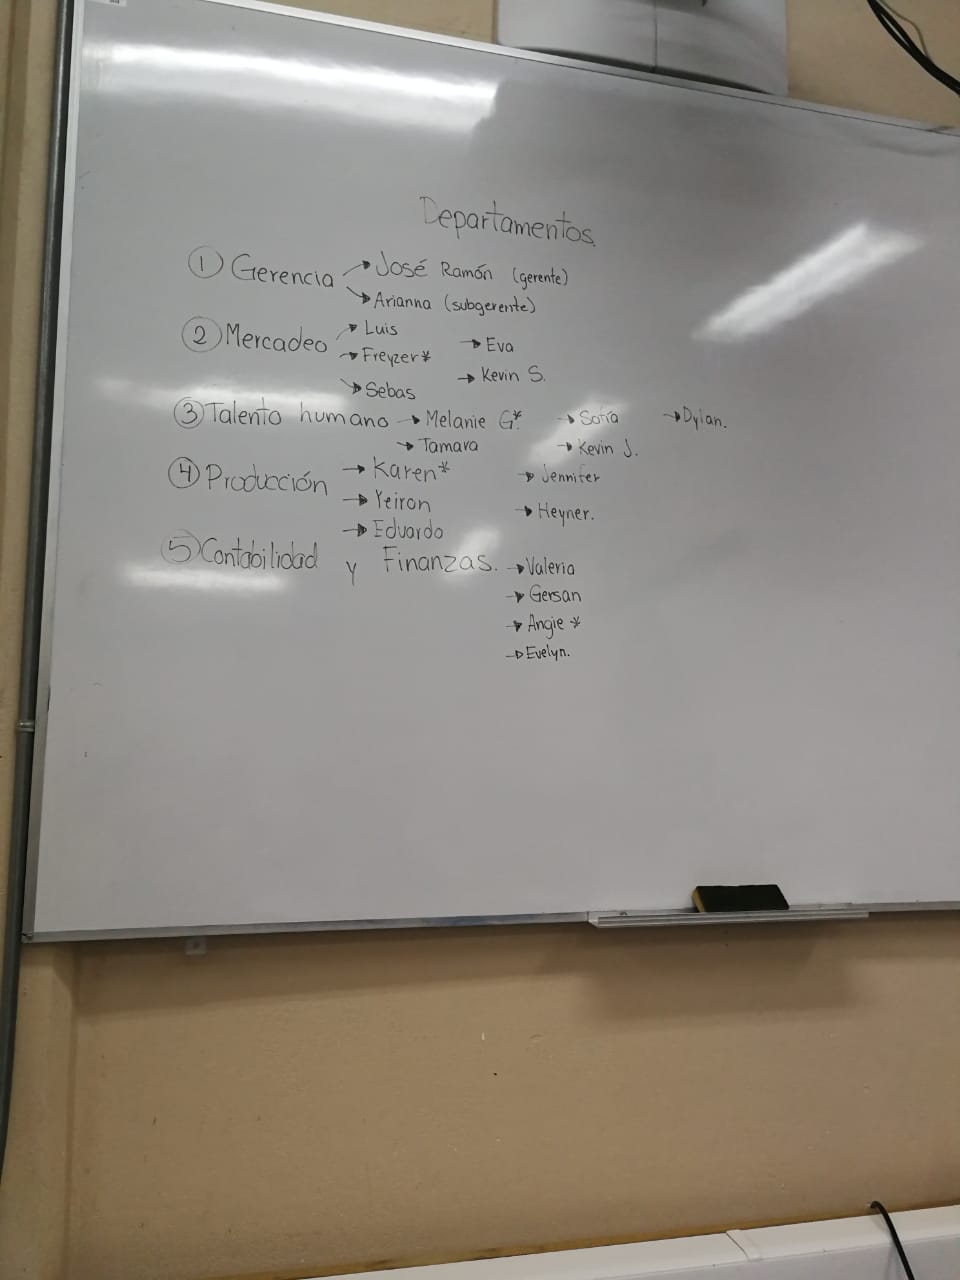 Departamentos.
① Gerencia → José Ramón (gerente)
→ Arianna (subgerente)
② Mercadeo → Luis
→ Freyzer* → Eva
→ Sebas → Kevin S.
③ Talento humano → Melanie G.* → Sofía → Dylan.
→ Tamara → Kevin J.
④ Producción → Karen* → Jennifer
→ Yeiron → Heyner.
→ Eduardo
⑤ Contabilidad y Finanzas. → Valeria
→ Gersan
→ Angie *
→ Evelyn.